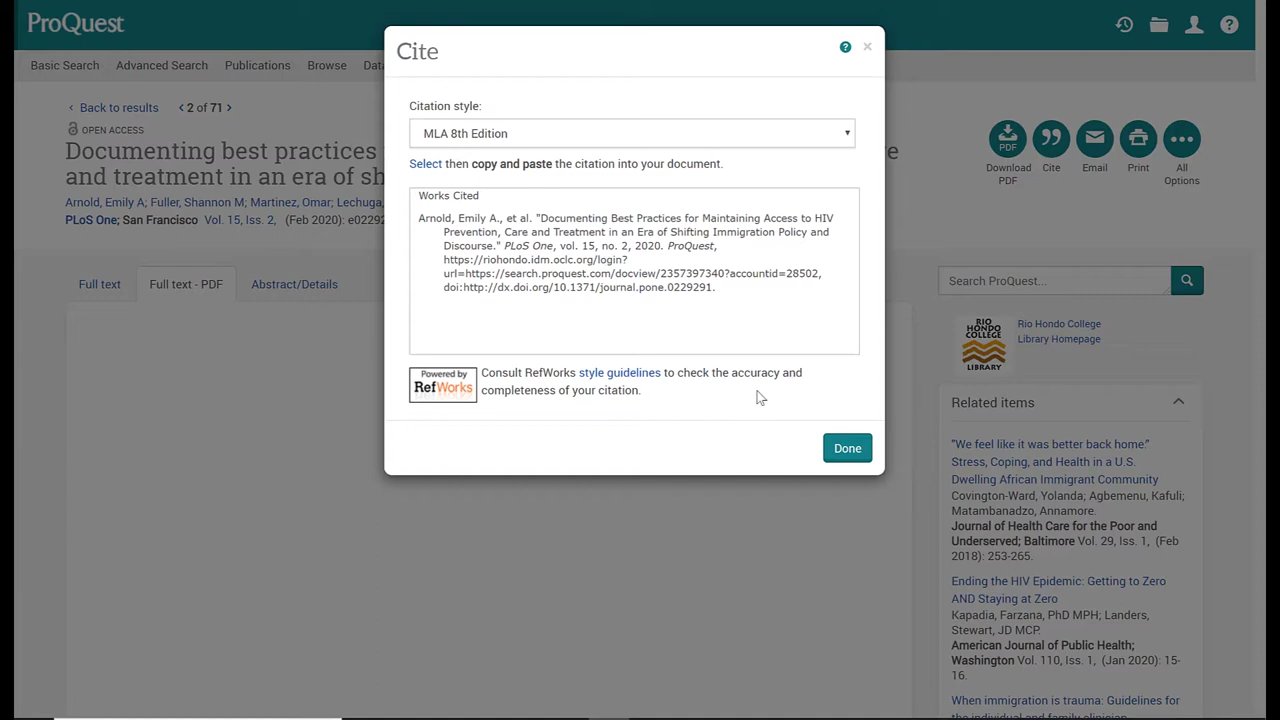 ProQuest
Basic Search Advanced Search Publications Browse Dat
Back to results 2 of 71
OPEN ACCESS
Documenting best practices
and treatment in an era of sh
Arnold, Emily A; Fuller, Shannon M; Martinez, Omar; Lechuga,
PLoS One; San Francisco Vol. 15, Iss. 2, (Feb 2020): e02292
PDF
Download PDF
Cite
Email
Print
All Options
Cite
Citation style:
MLA 8th Edition
Select then copy and paste the citation into your document.
Works Cited
Arnold, Emily A., et al. "Documenting Best Practices for Maintaining Access to HIV
Prevention, Care and Treatment in an Era of Shifting Immigration Policy and
Discourse." PLoS One, vol. 15, no. 2, 2020. ProQuest,
https://riohondo.idm.oclc.org/login?
url=https://search.proquest.com/docview/2357397340?accountid=28502,
doi:http://dx.doi.org/10.1371/journal.pone.0229291.
Powered by
RefWorks
Consult RefWorks style guidelines to check the accuracy and
completeness of your citation.
Done
Full text Full text - PDF Abstract/Details
Search ProQuest...
RIO
HONDO
COLLEGE
LIBRARY
Rio Hondo College
Library Homepage
Related items
"We feel like it was better back home."
Stress, Coping, and Health in a U.S.
Dwelling African Immigrant Community
Covington-Ward, Yolanda; Agbemenu, Kafuli;
Matambanadzo, Annamore.
Journal of Health Care for the Poor and
Underserved; Baltimore Vol. 29, Iss. 1, (Feb
2018): 253-265.
Ending the HIV Epidemic: Getting to Zero
AND Staying at Zero
Kapadia, Farzana, PhD MPH; Landers,
Stewart, JD MCP.
American Journal of Public Health;
Washington Vol. 110, Iss. 1, (Jan 2020): 15-
16.
When immigration is trauma: Guidelines for
the individual and family clinician